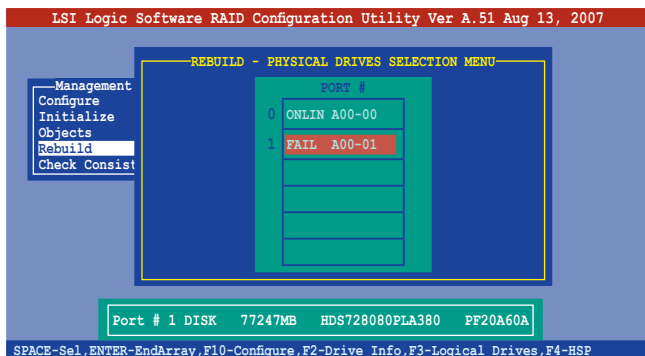 LSI Logic Software RAID Configuration Utility Ver A.51 Aug 13, 2007
REBUILD - PHYSICAL DRIVES SELECTION MENU
Management
Configure
Initialize
Objects
Rebuild
Check Consist
PORT #
0 ONLIN A00-00
1 FAIL A00-01
Port # 1 DISK 77247MB HDS728080PLA380 PF20A60A
SPACE-Sel,ENTER-EndArray,F10-Configure,F2-Drive Info,F3-Logical Drives,F4-HSP